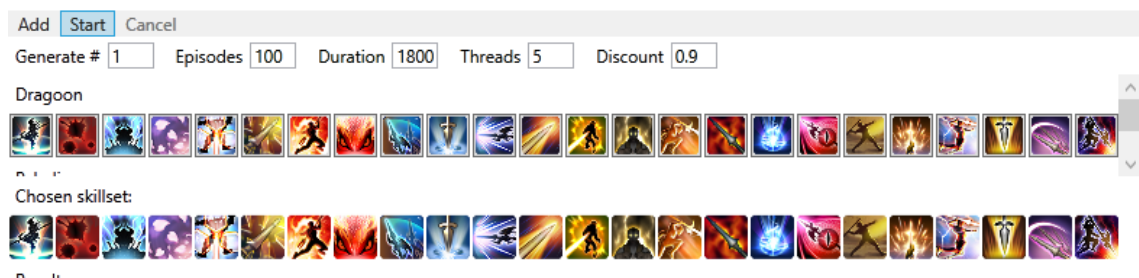 Add Start Cancel
Generate # 1 Episodes 100 Duration 1800 Threads 5 Discount 0.9
Dragoon
Chosen skillset: